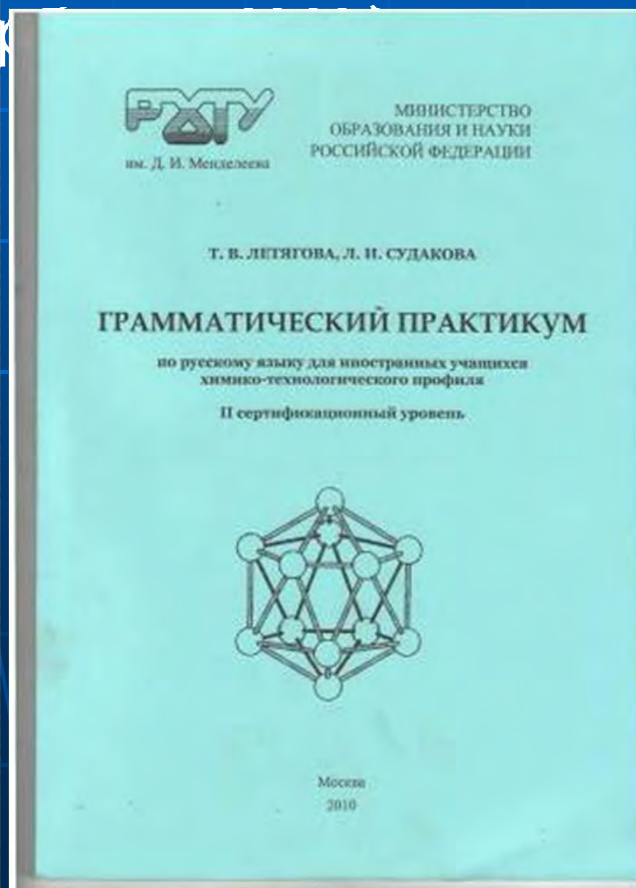 РХТУ
им. Д. И. Менделеева
МИНИСТЕРСТВО
ОБРАЗОВАНИЯ И НАУКИ
РОССИЙСКОЙ ФЕДЕРАЦИИ
Т. В. ЛЕТЯГОВА, Л. И. СУДАКОВА
ГРАММАТИЧЕСКИЙ ПРАКТИКУМ
по русскому языку для иностранных учащихся
химико-технологического профиля
II сертификационный уровень
Москва
2010